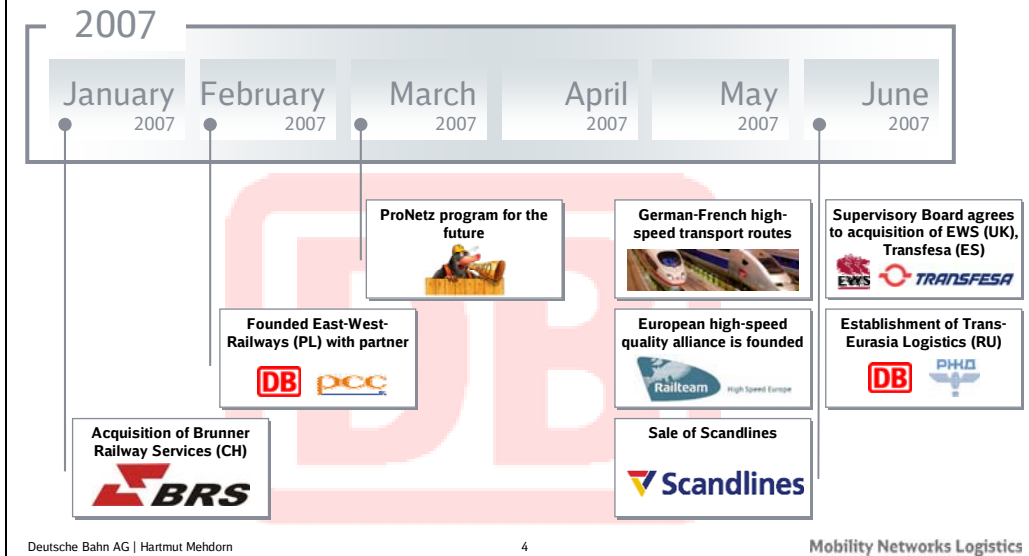 2007
January
2007
February
2007
March
2007
April
2007
May
2007
June
2007
ProNetz program for the
future
German-French high-
speed transport routes
Supervisory Board agrees
to acquisition of EWS (UK),
Transfesa (ES)
EWS
TRANSFESA
Founded East-West-
Railways (PL) with partner
DB
pcc
European high-speed
quality alliance is founded
Railteam
High Speed Europe
Establishment of Trans-
Eurasia Logistics (RU)
DB
РЖД
Acquisition of Brunner
Railway Services (CH)
BRS
Sale of Scandlines
Scandlines
DB
Deutsche Bahn AG | Hartmut Mehdorn
4
Mobility Networks Logistics